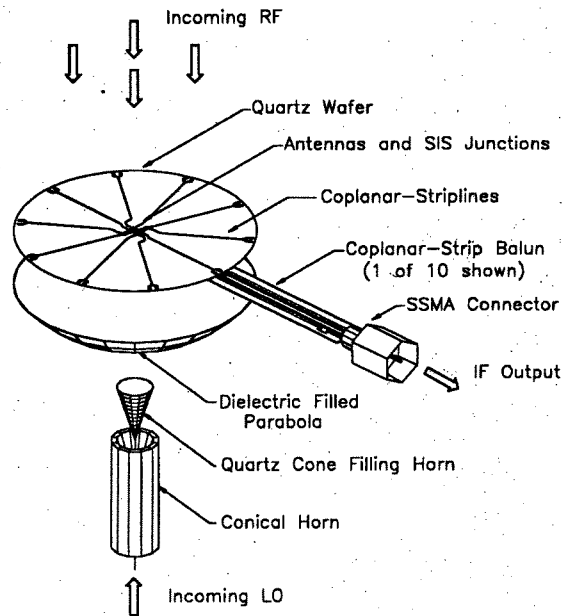 Incoming RF
Quartz Wafer
Antennas and SIS Junctions
Coplanar-Striplines
Coplanar-Strip Balun
(1 of 10 shown)
SSMA Connector
IF Output
Dielectric Filled
Parabola
Quartz Cone Filling Horn
Conical Horn
Incoming LO